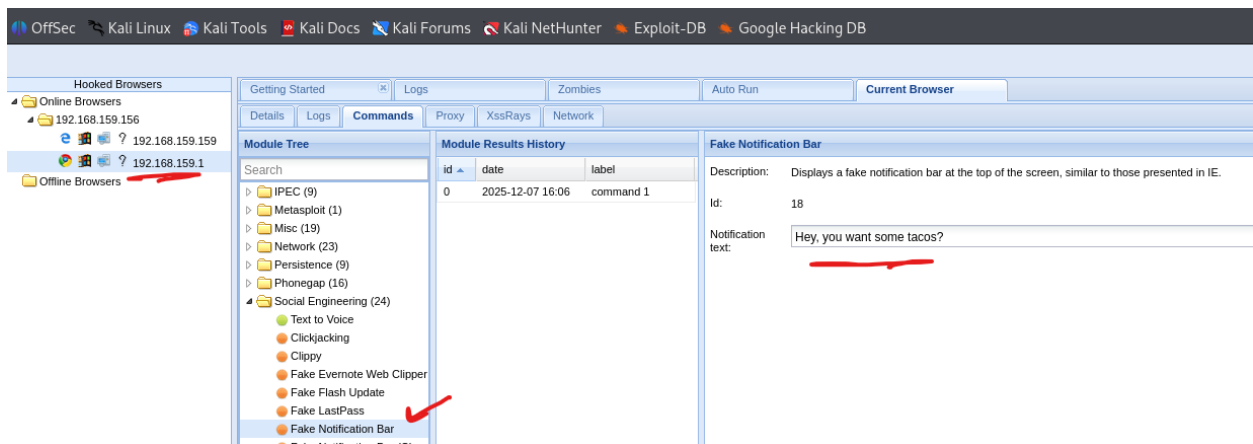 OffSec Kali Linux Kali Tools Kali Docs Kali Forums Kali NetHunter Exploit-DB Google Hacking DB
Hooked Browsers
Online Browsers
192.168.159.156
? 192.168.159.159
? 192.168.159.1
Offline Browsers
Getting Started Logs Zombies Auto Run Current Browser
Details Logs Commands Proxy XssRays Network
Module Tree
Search
IPEC (9)
Metasploit (1)
Misc (19)
Network (23)
Persistence (9)
Phonegap (16)
Social Engineering (24)
Text to Voice
Clickjacking
Clippy
Fake Evernote Web Clipper
Fake Flash Update
Fake LastPass
Fake Notification Bar
Module Results History
id date label
0 2025-12-07 16:06 command 1
Fake Notification Bar
Description: Displays a fake notification bar at the top of the screen, similar to those presented in IE.
Id: 18
Notification text: Hey, you want some tacos?